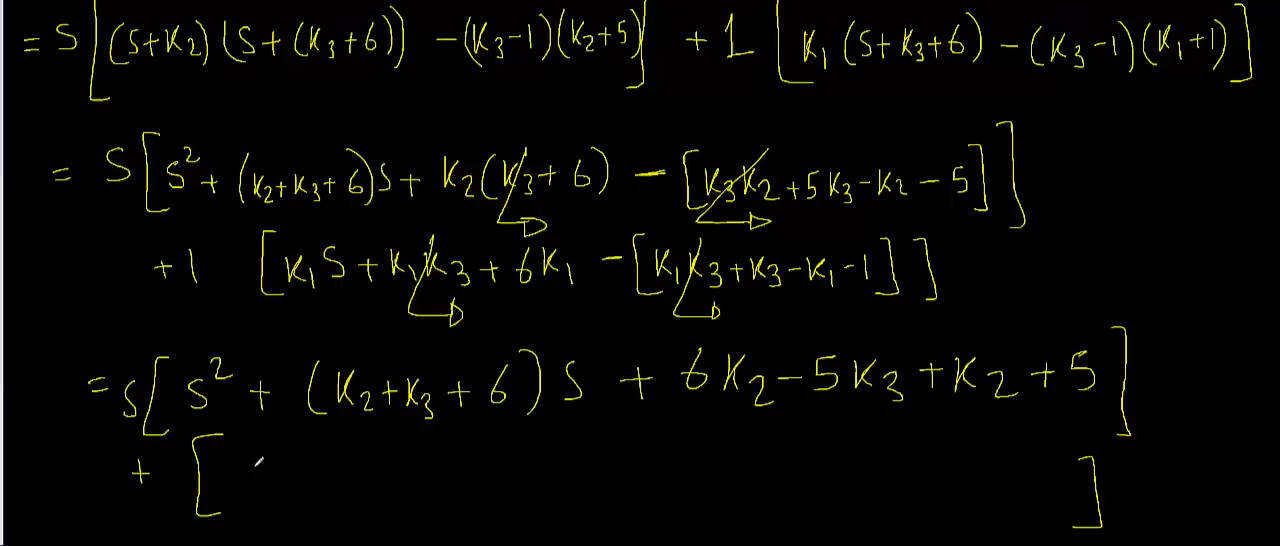 = S [(S+K₂)(S+(K₃+6)) -(K₃-1)(K₂+5)] + 1 [K₁(S+K₃+6) -(K₃-1)(K₁+1)]
= S [S² + (K₂+K₃+6)S + K₂(K₃+6) - [K₃K₂+5K₃-K₂-5]]
+1 [K₁S+K₁K₃+6K₁ -[K₁K₃+K₃-K₁-1]]
= S [S² + (K₂+K₃+6)S + 6K₂-5K₃+K₂+5]
+ [ ]